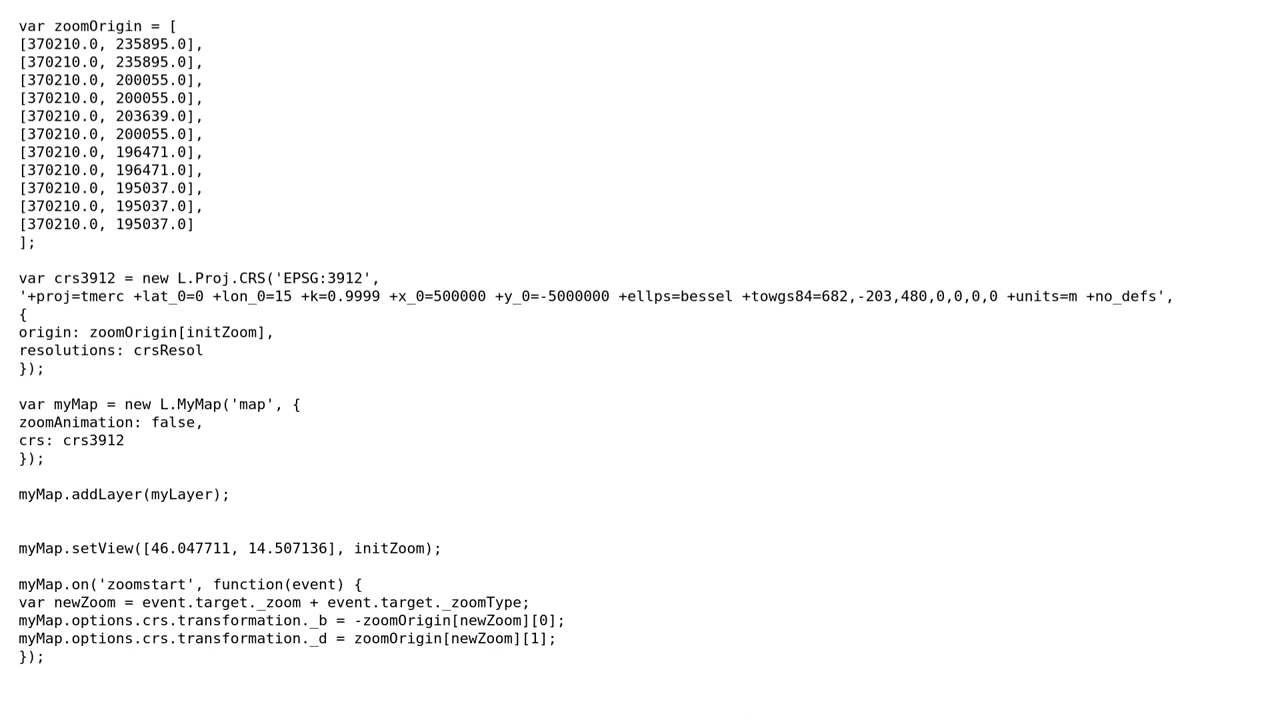 var zoomOrigin = [
[370210.0, 235895.0],
[370210.0, 235895.0],
[370210.0, 200055.0],
[370210.0, 200055.0],
[370210.0, 203639.0],
[370210.0, 200055.0],
[370210.0, 196471.0],
[370210.0, 196471.0],
[370210.0, 195037.0],
[370210.0, 195037.0],
[370210.0, 195037.0]
];

var crs3912 = new L.Proj.CRS('EPSG:3912',
'+proj=tmerc +lat_0=0 +lon_0=15 +k=0.9999 +x_0=500000 +y_0=-5000000 +ellps=bessel +towgs84=682,-203,480,0,0,0,0 +units=m +no_defs',
{
origin: zoomOrigin[initZoom],
resolutions: crsResol
});

var myMap = new L.MyMap('map', {
zoomAnimation: false,
crs: crs3912
});

myMap.addLayer(myLayer);


myMap.setView([46.047711, 14.507136], initZoom);

myMap.on('zoomstart', function(event) {
var newZoom = event.target._zoom + event.target._zoomType;
myMap.options.crs.transformation._b = -zoomOrigin[newZoom][0];
myMap.options.crs.transformation._d = zoomOrigin[newZoom][1];
});